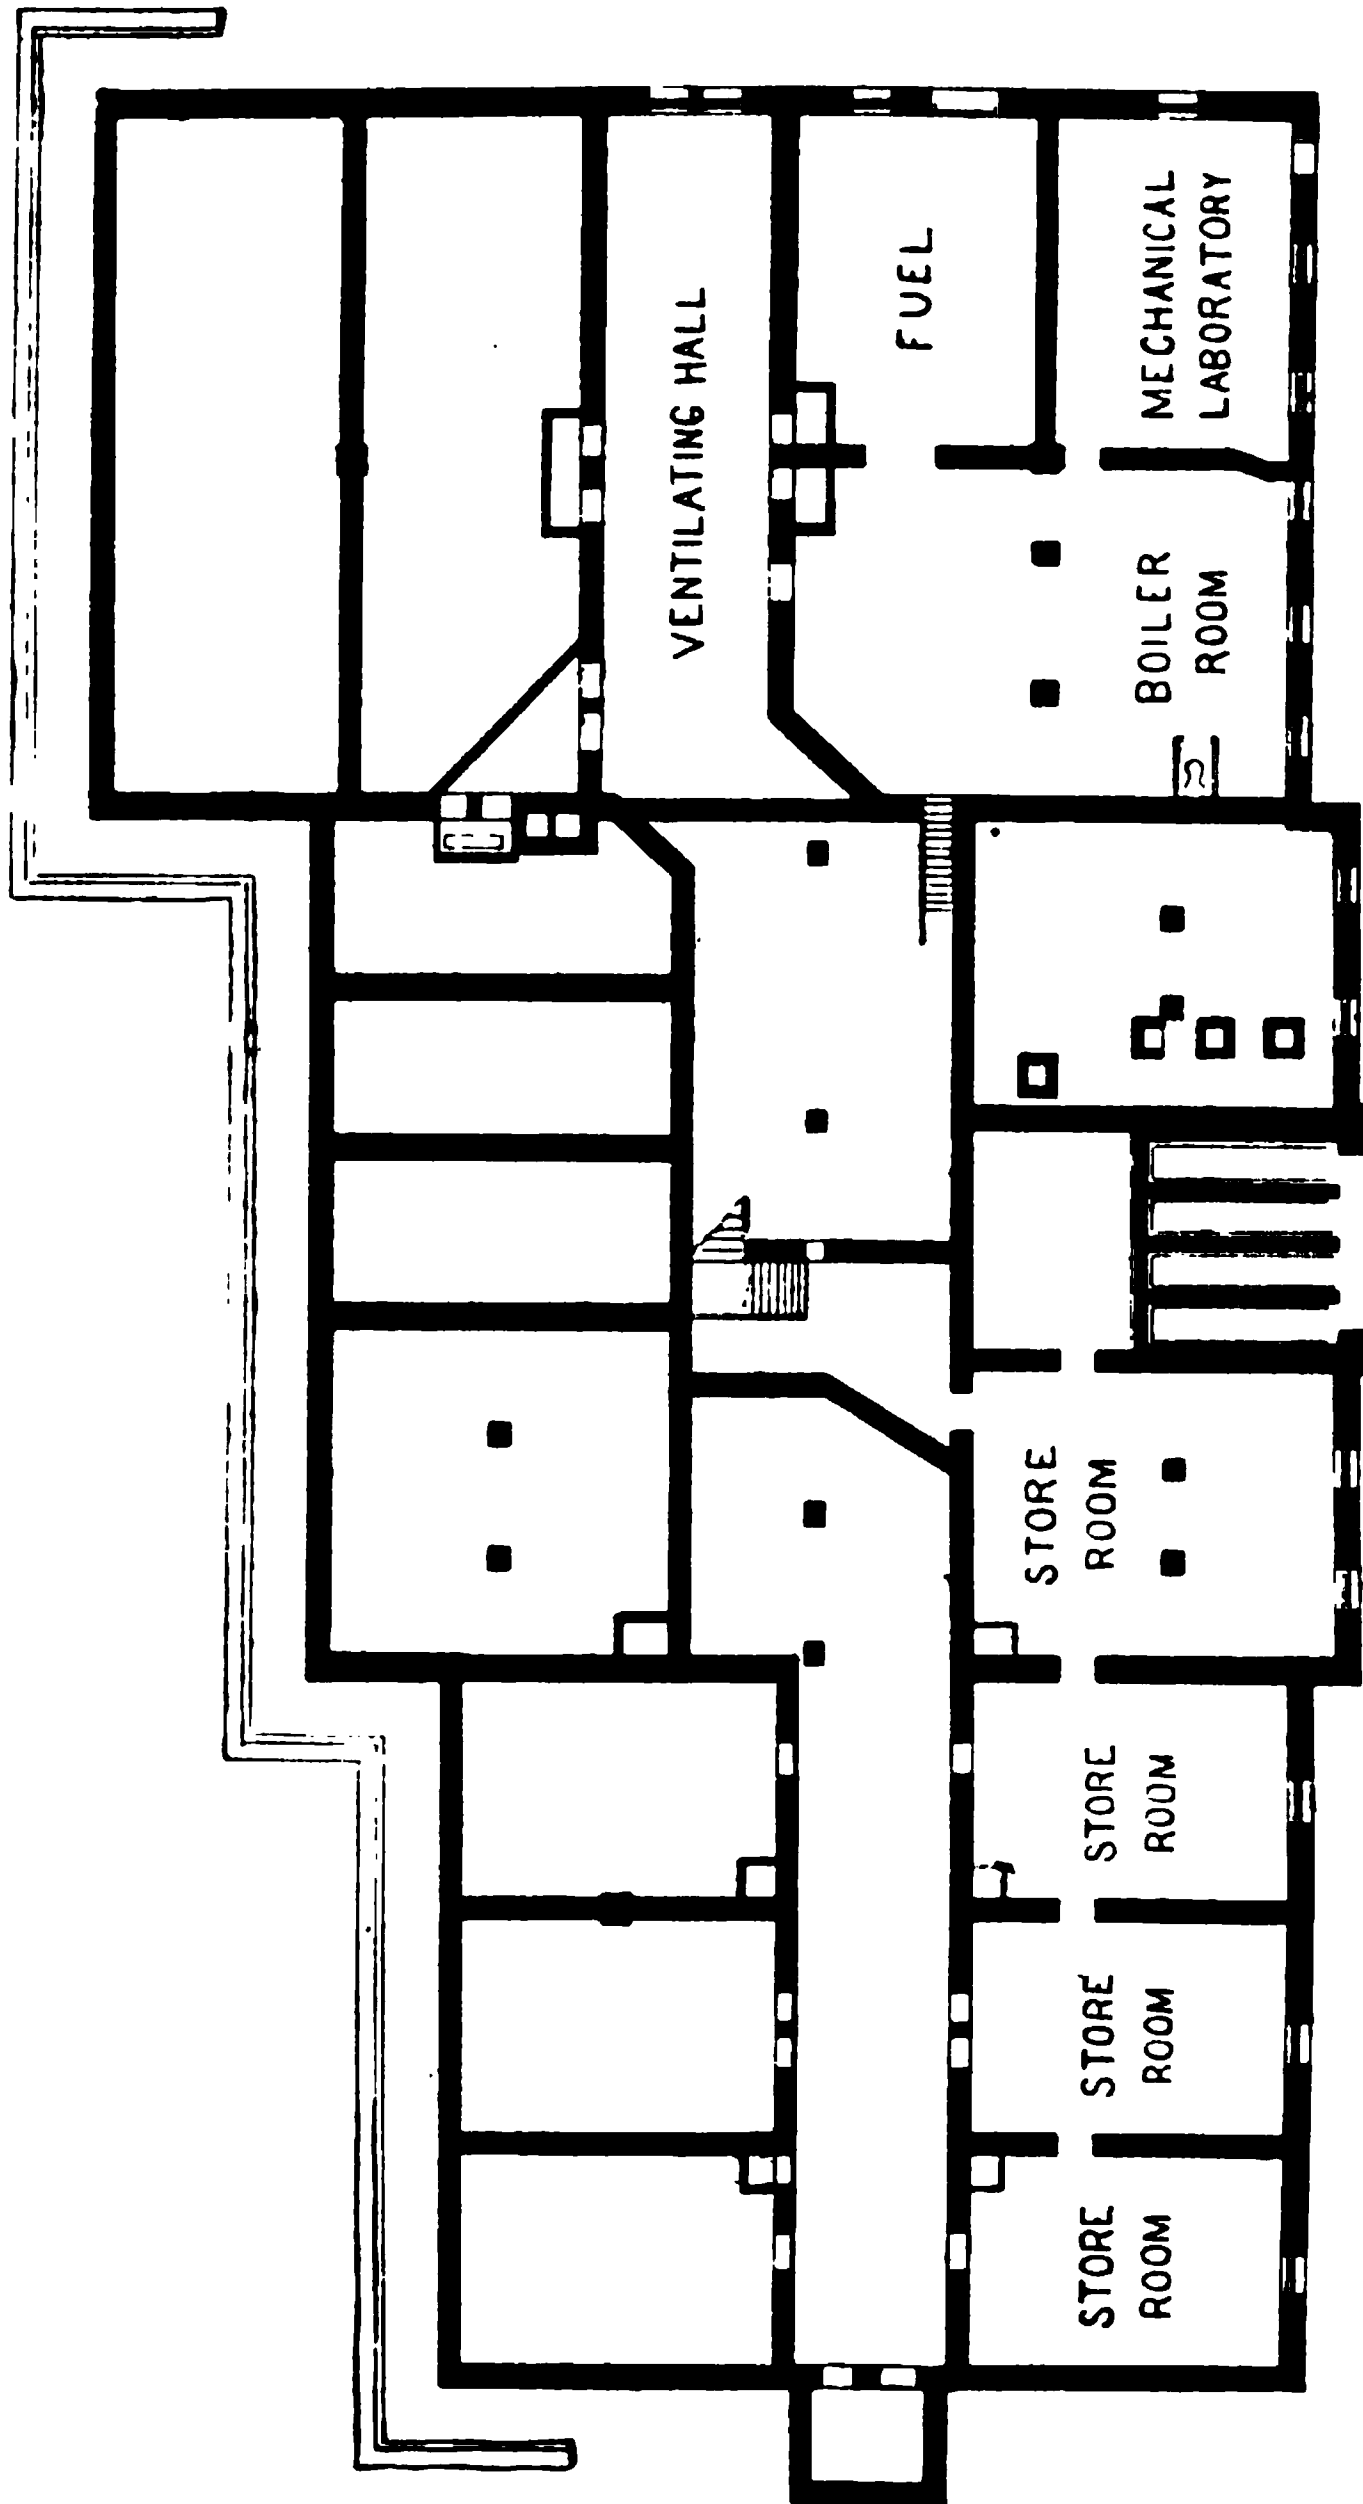 VENTILATING HALL
FUEL
MECHANICAL
LABORATORY
BOILER
ROOM
STORE
ROOM
STORE
ROOM
STORE
ROOM
STORE
ROOM